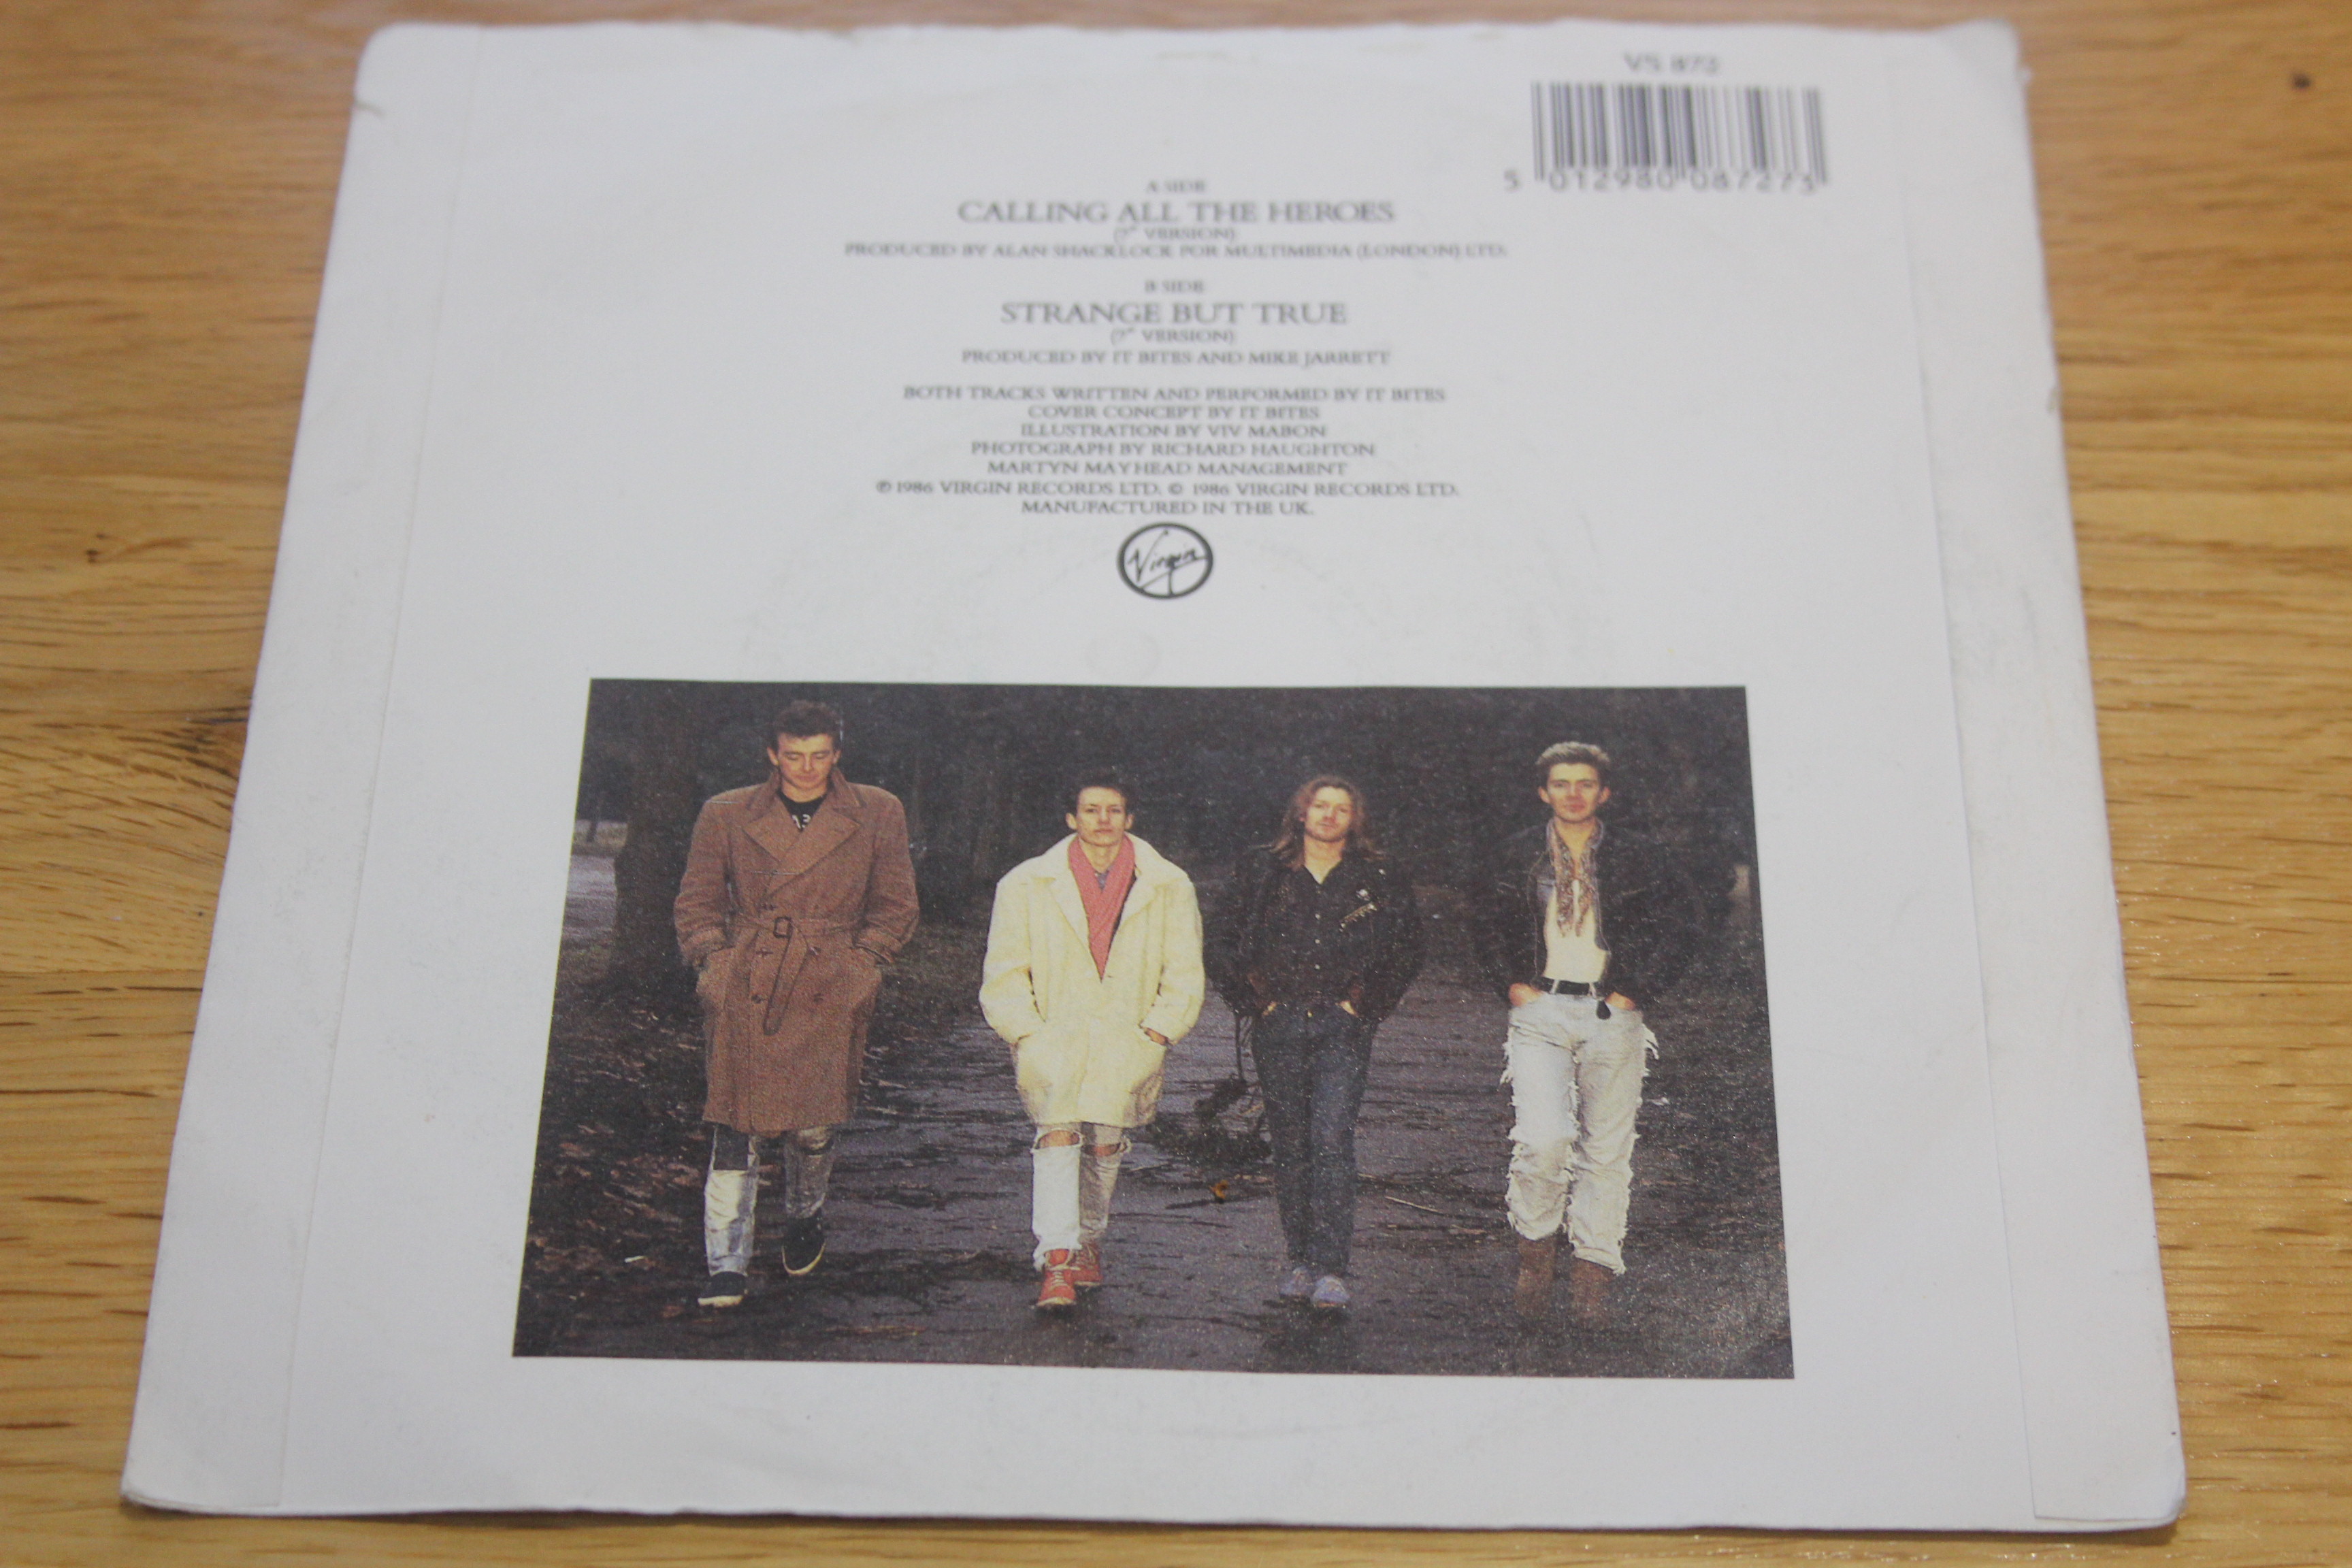 VS 872
5 012980 087273
A SIDE
CALLING ALL THE HEROES
(7" VERSION)
PRODUCED BY ALAN SHACKLOCK FOR MULTIMEDIA (LONDON) LTD.
B SIDE
STRANGE BUT TRUE
(7" VERSION)
PRODUCED BY IT BITES AND MIKE JARRETT
BOTH TRACKS WRITTEN AND PERFORMED BY IT BITES
COVER CONCEPT BY IT BITES
ILLUSTRATION BY VIV MABON
PHOTOGRAPH BY RICHARD HAUGHTON
MARTYN MAYHEAD MANAGEMENT
℗ 1986 VIRGIN RECORDS LTD. © 1986 VIRGIN RECORDS LTD.
MANUFACTURED IN THE UK.
Virgin